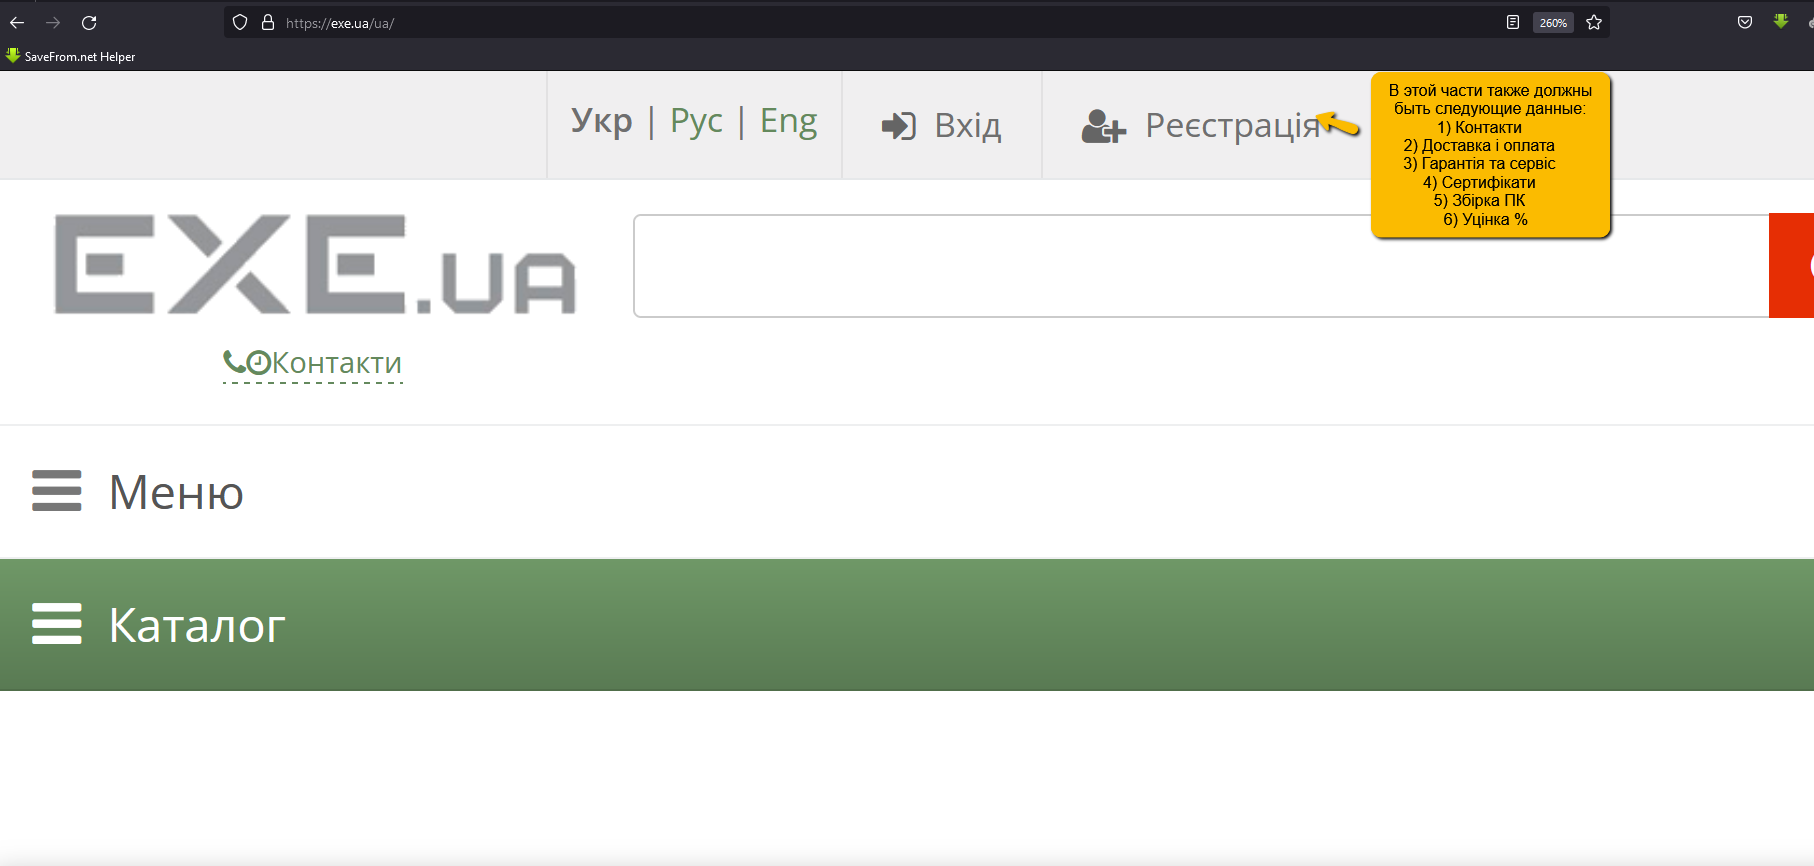 https://exe.ua/ua/
260%
SaveFrom.net Helper
Укр | Рус | Eng
Вхід
Реєстрація
В этой части также должны
быть следующие данные:
1) Контакти
2) Доставка і оплата
3) Гарантія та сервіс
4) Сертифікати
5) Збірка ПК
6) Уцінка %
EXE.UA
Контакти
Меню
Каталог